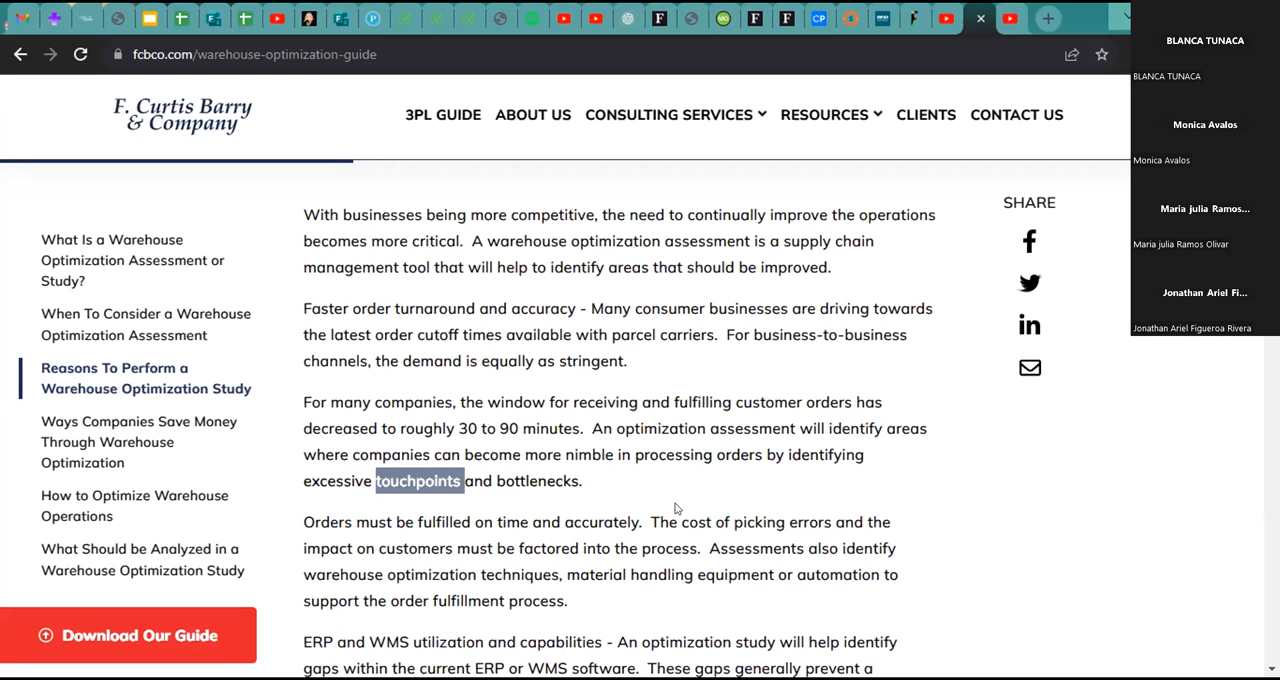 fcbco.com/warehouse-optimization-guide
F. Curtis Barry
& Company
3PL GUIDE ABOUT US CONSULTING SERVICES RESOURCES CLIENTS CONTACT US
What Is a Warehouse
Optimization Assessment or
Study?
When To Consider a Warehouse
Optimization Assessment
Reasons To Perform a
Warehouse Optimization Study
Ways Companies Save Money
Through Warehouse
Optimization
How to Optimize Warehouse
Operations
What Should be Analyzed in a
Warehouse Optimization Study
Download Our Guide
With businesses being more competitive, the need to continually improve the operations
becomes more critical. A warehouse optimization assessment is a supply chain
management tool that will help to identify areas that should be improved.
Faster order turnaround and accuracy - Many consumer businesses are driving towards
the latest order cutoff times available with parcel carriers. For business-to-business
channels, the demand is equally as stringent.
For many companies, the window for receiving and fulfilling customer orders has
decreased to roughly 30 to 90 minutes. An optimization assessment will identify areas
where companies can become more nimble in processing orders by identifying
excessive touchpoints and bottlenecks.
Orders must be fulfilled on time and accurately. The cost of picking errors and the
impact on customers must be factored into the process. Assessments also identify
warehouse optimization techniques, material handling equipment or automation to
support the order fulfillment process.
ERP and WMS utilization and capabilities - An optimization study will help identify
gaps within the current ERP or WMS software. These gaps generally prevent a
SHARE
BLANCA TUNACA
BLANCA TUNACA
Monica Avalos
Monica Avalos
Maria julia Ramos...
Maria julia Ramos Olivar
Jonathan Ariel Fi...
Jonathan Ariel Figueroa Rivera